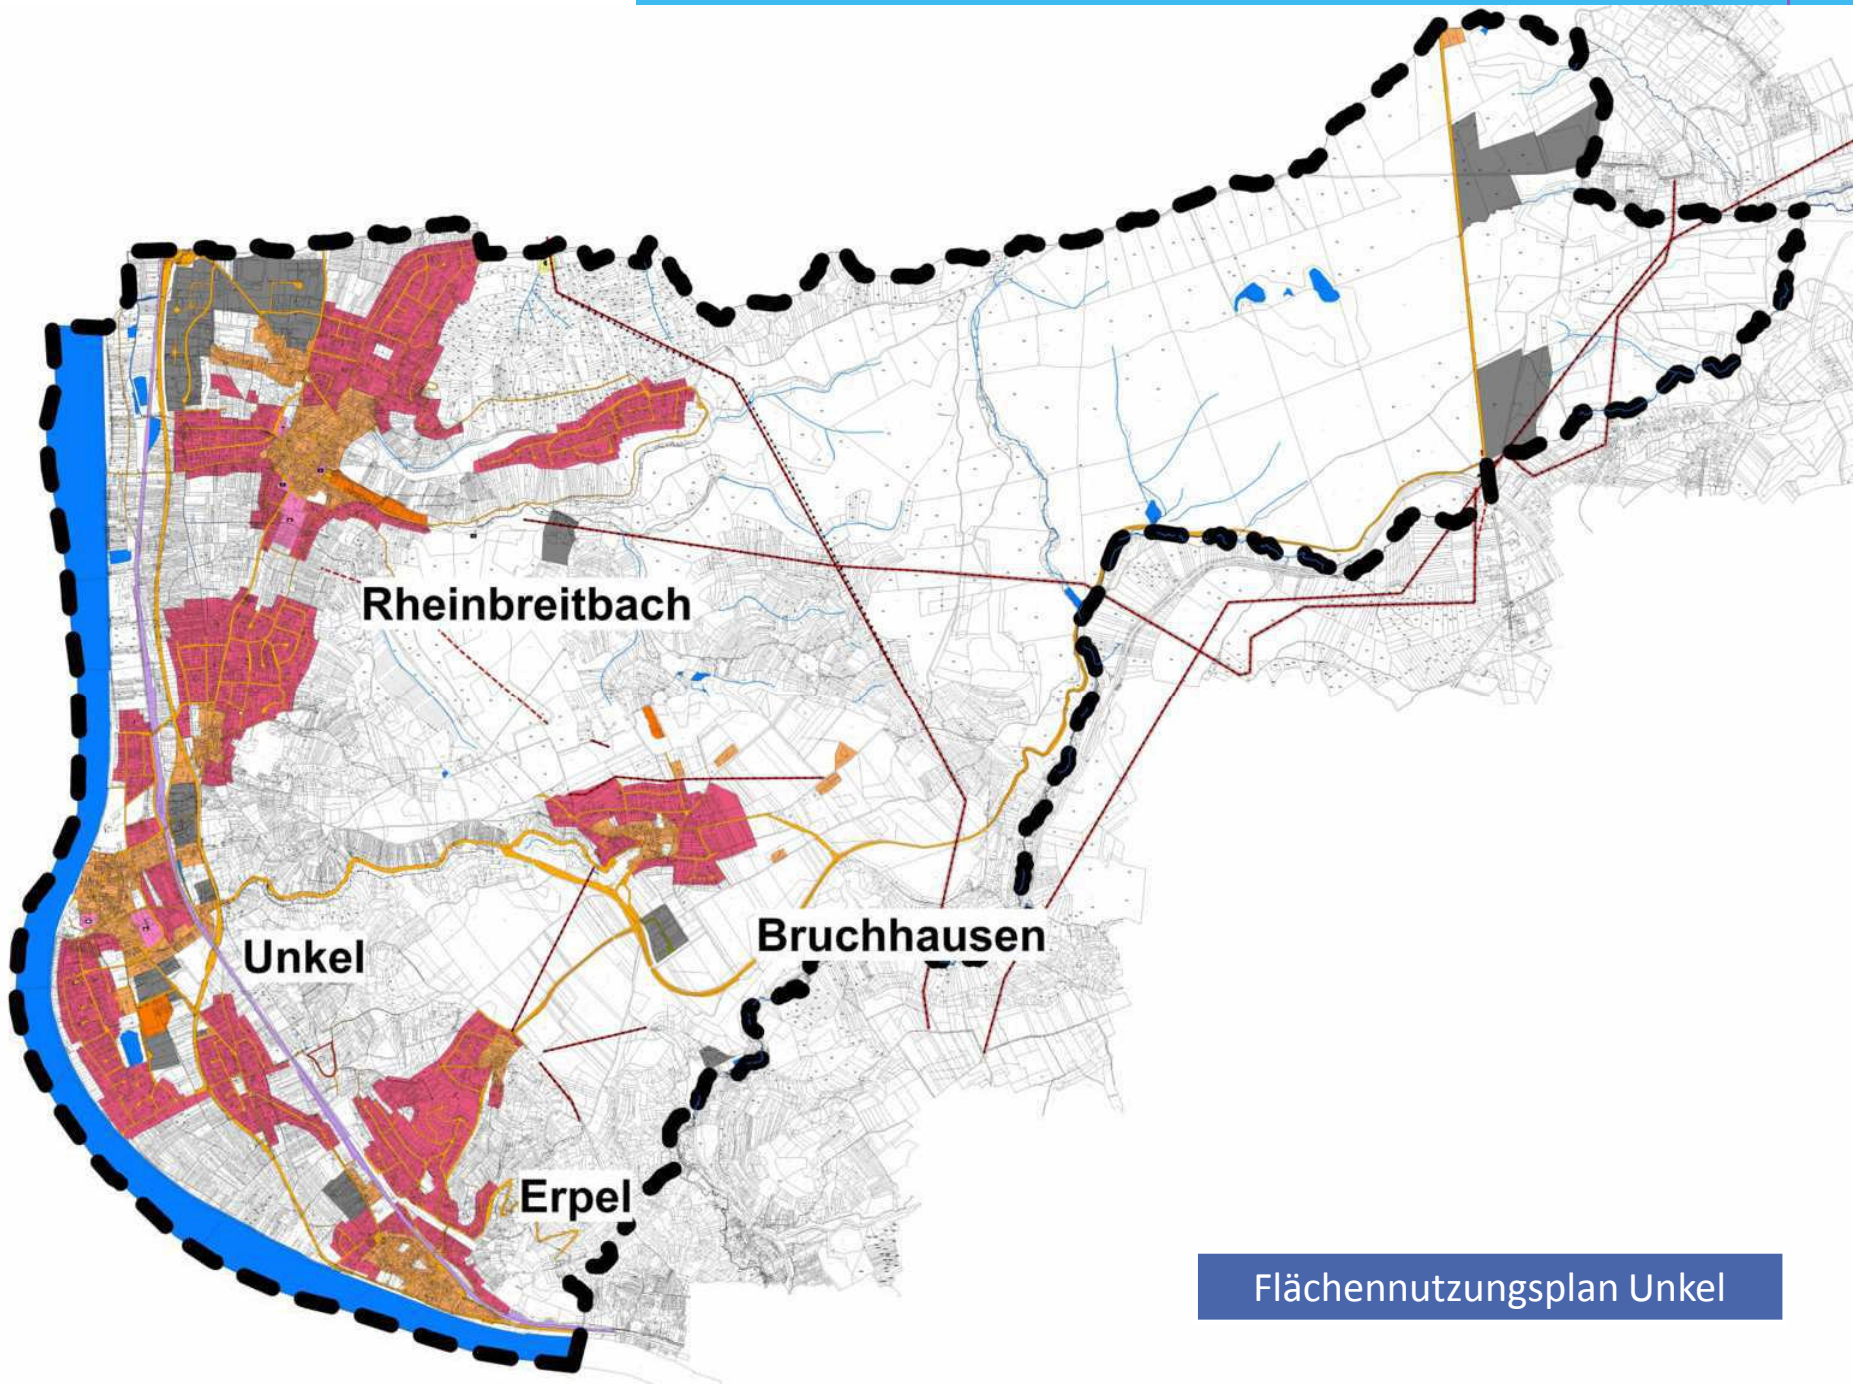 Rheinbreitbach
Bruchhausen
Unkel
Erpel
Flächennutzungsplan Unkel